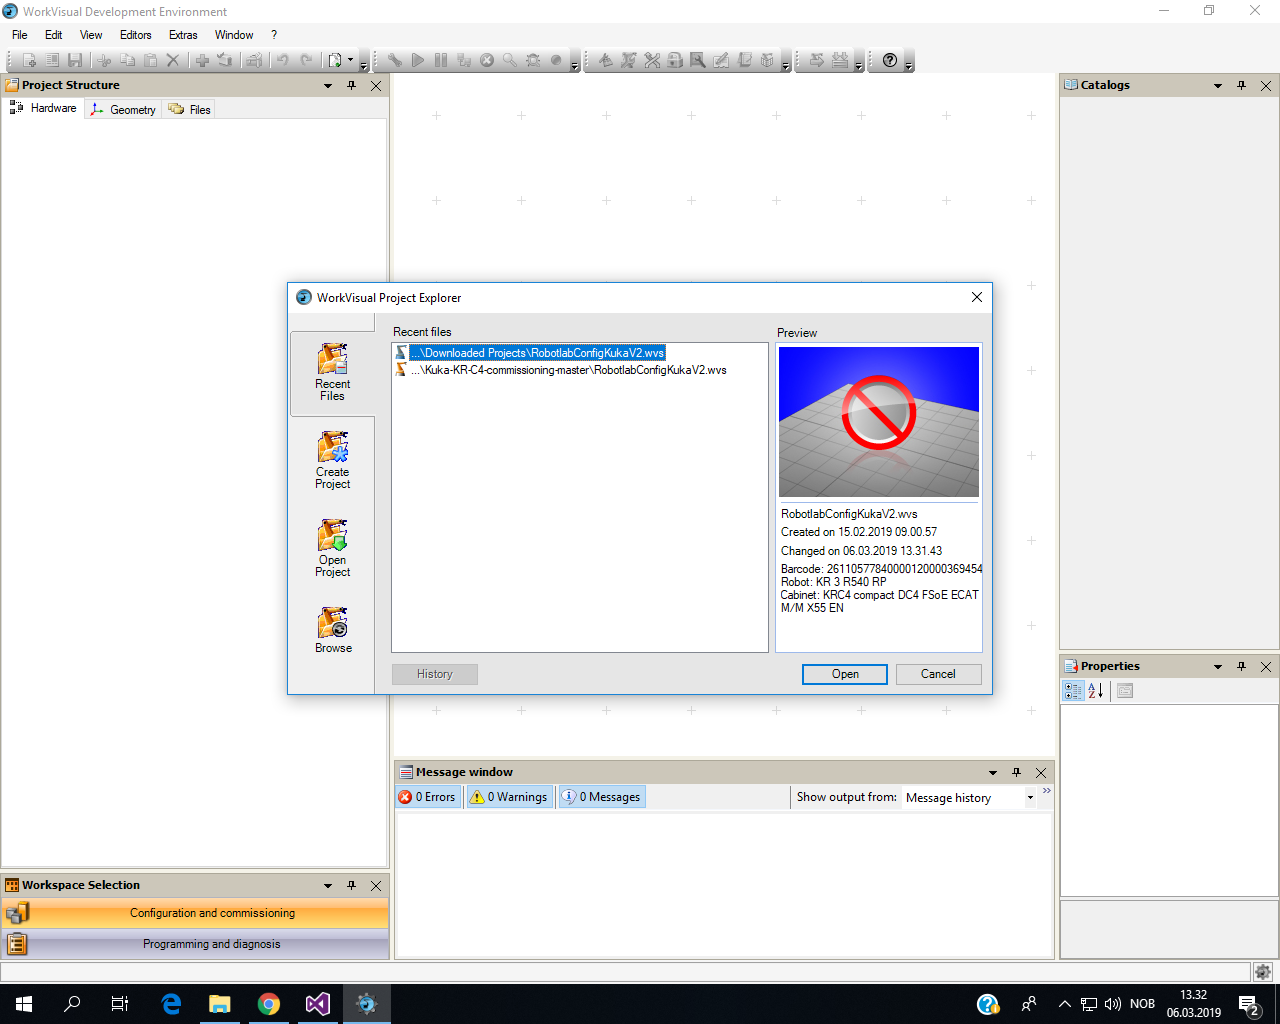 WorkVisual Development Environment
File Edit View Editors Extras Window ?
Project Structure
Hardware Geometry Files
Catalogs
WorkVisual Project Explorer
Recent files
Preview
...\Downloaded Projects\RobotlabConfigKukaV2.wvs
...\Kuka-KR-C4-commissioning-master\RobotlabConfigKukaV2.wvs
Recent
Files
Create
Project
Open
Project
Browse
RobotlabConfigKukaV2.wvs
Created on 15.02.2019 09.00.57
Changed on 06.03.2019 13.31.43
Barcode: 26110577840000120000369454
Robot: KR 3 R540 RP
Cabinet: KRC4 compact DC4 FSoE ECAT
M/M X55 EN
History Open Cancel
Properties
Message window
0 Errors 0 Warnings 0 Messages Show output from: Message history
Workspace Selection
Configuration and commissioning
Programming and diagnosis
NOB
13.32
06.03.2019
2